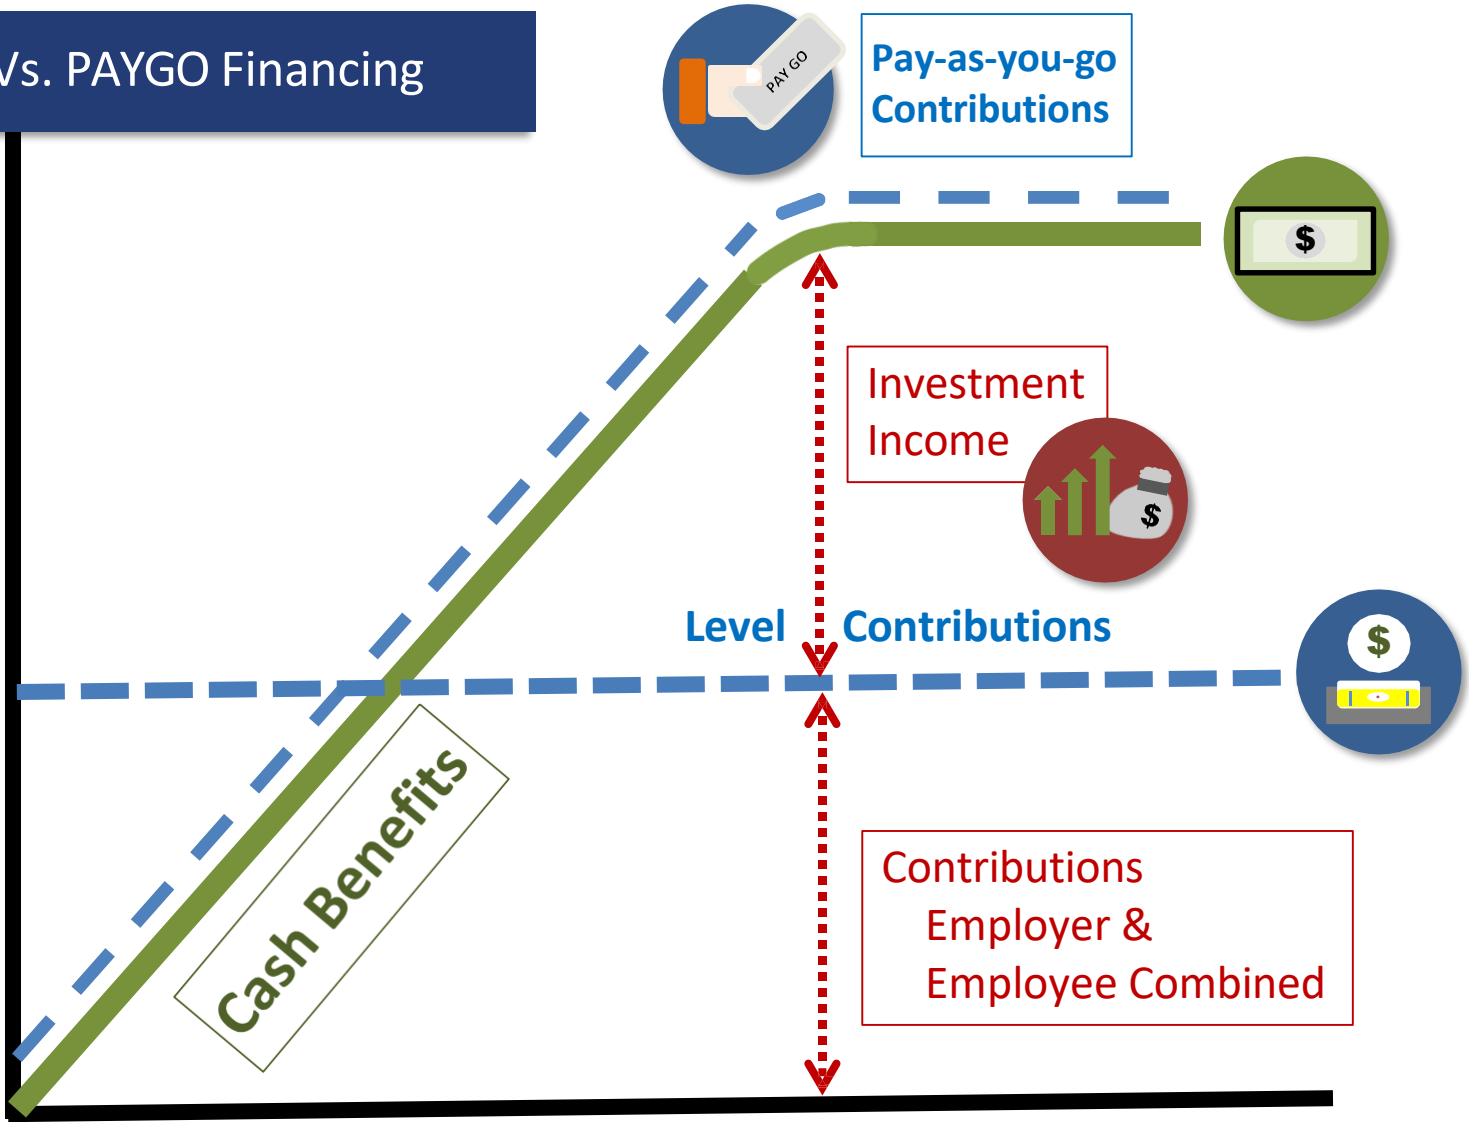 Vs. PAYGO Financing
PAY GO
Pay-as-you-go
Contributions
$
Investment
Income
$
Level Contributions
$
Cash Benefits
Contributions
Employer &
Employee Combined